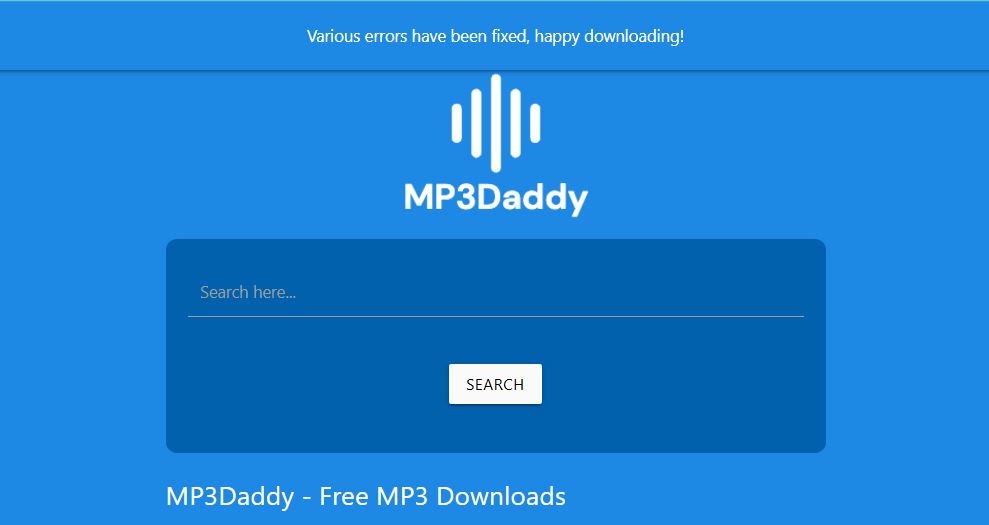 Various errors have been fixed, happy downloading!
MP3Daddy
Search here...
SEARCH
MP3Daddy - Free MP3 Downloads